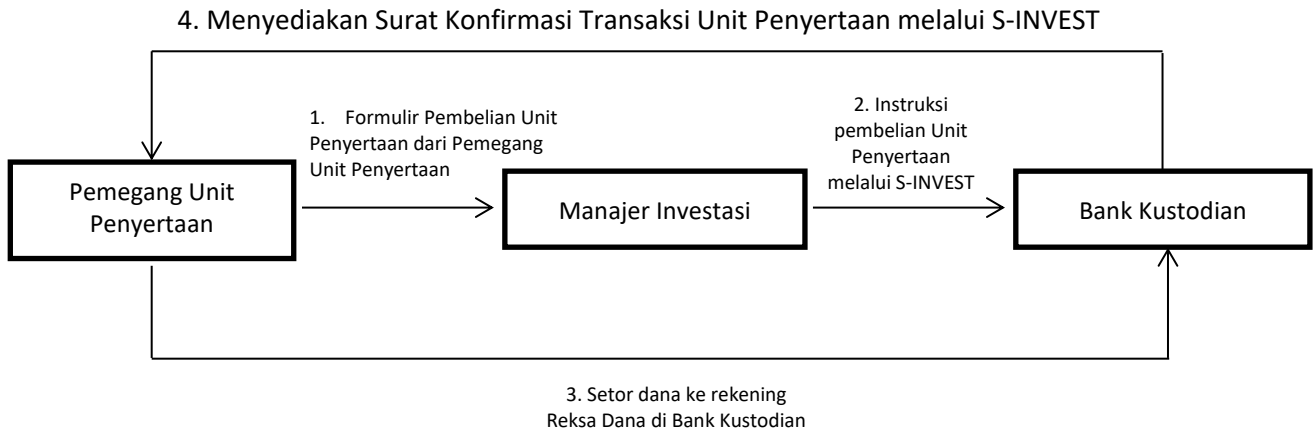 4. Menyediakan Surat Konfirmasi Transaksi Unit Penyertaan melalui S-INVEST
1. Formulir Pembelian Unit
Penyertaan dari Pemegang
Unit Penyertaan
2. Instruksi
pembelian Unit
Penyertaan
melalui S-INVEST
Pemegang Unit
Penyertaan
Manajer Investasi
Bank Kustodian
3. Setor dana ke rekening
Reksa Dana di Bank Kustodian